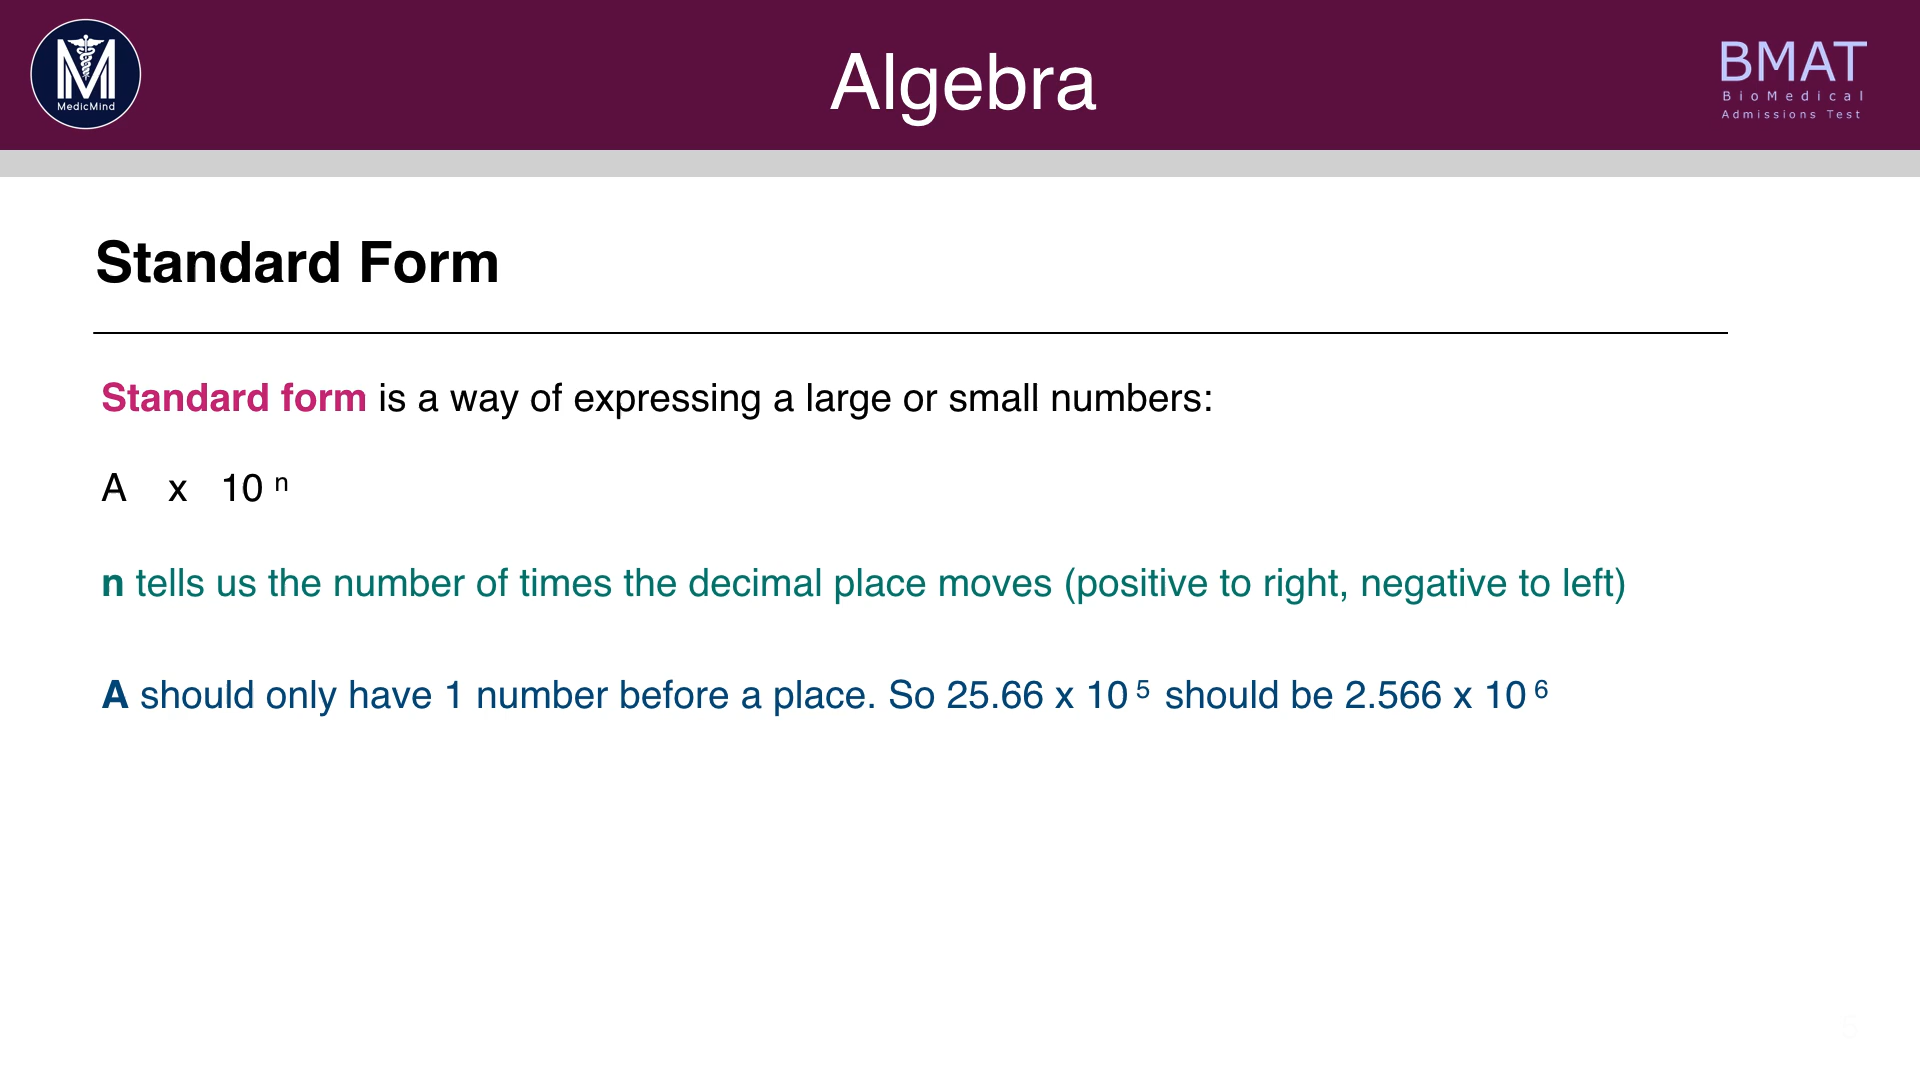 MedicMind
Algebra
BMAT
BioMedical
Admissions Test
Standard Form
Standard form is a way of expressing a large or small numbers:
A x 10 ⁿ
n tells us the number of times the decimal place moves (positive to right, negative to left)
A should only have 1 number before a place. So 25.66 x 10 ⁵ should be 2.566 x 10 ⁶